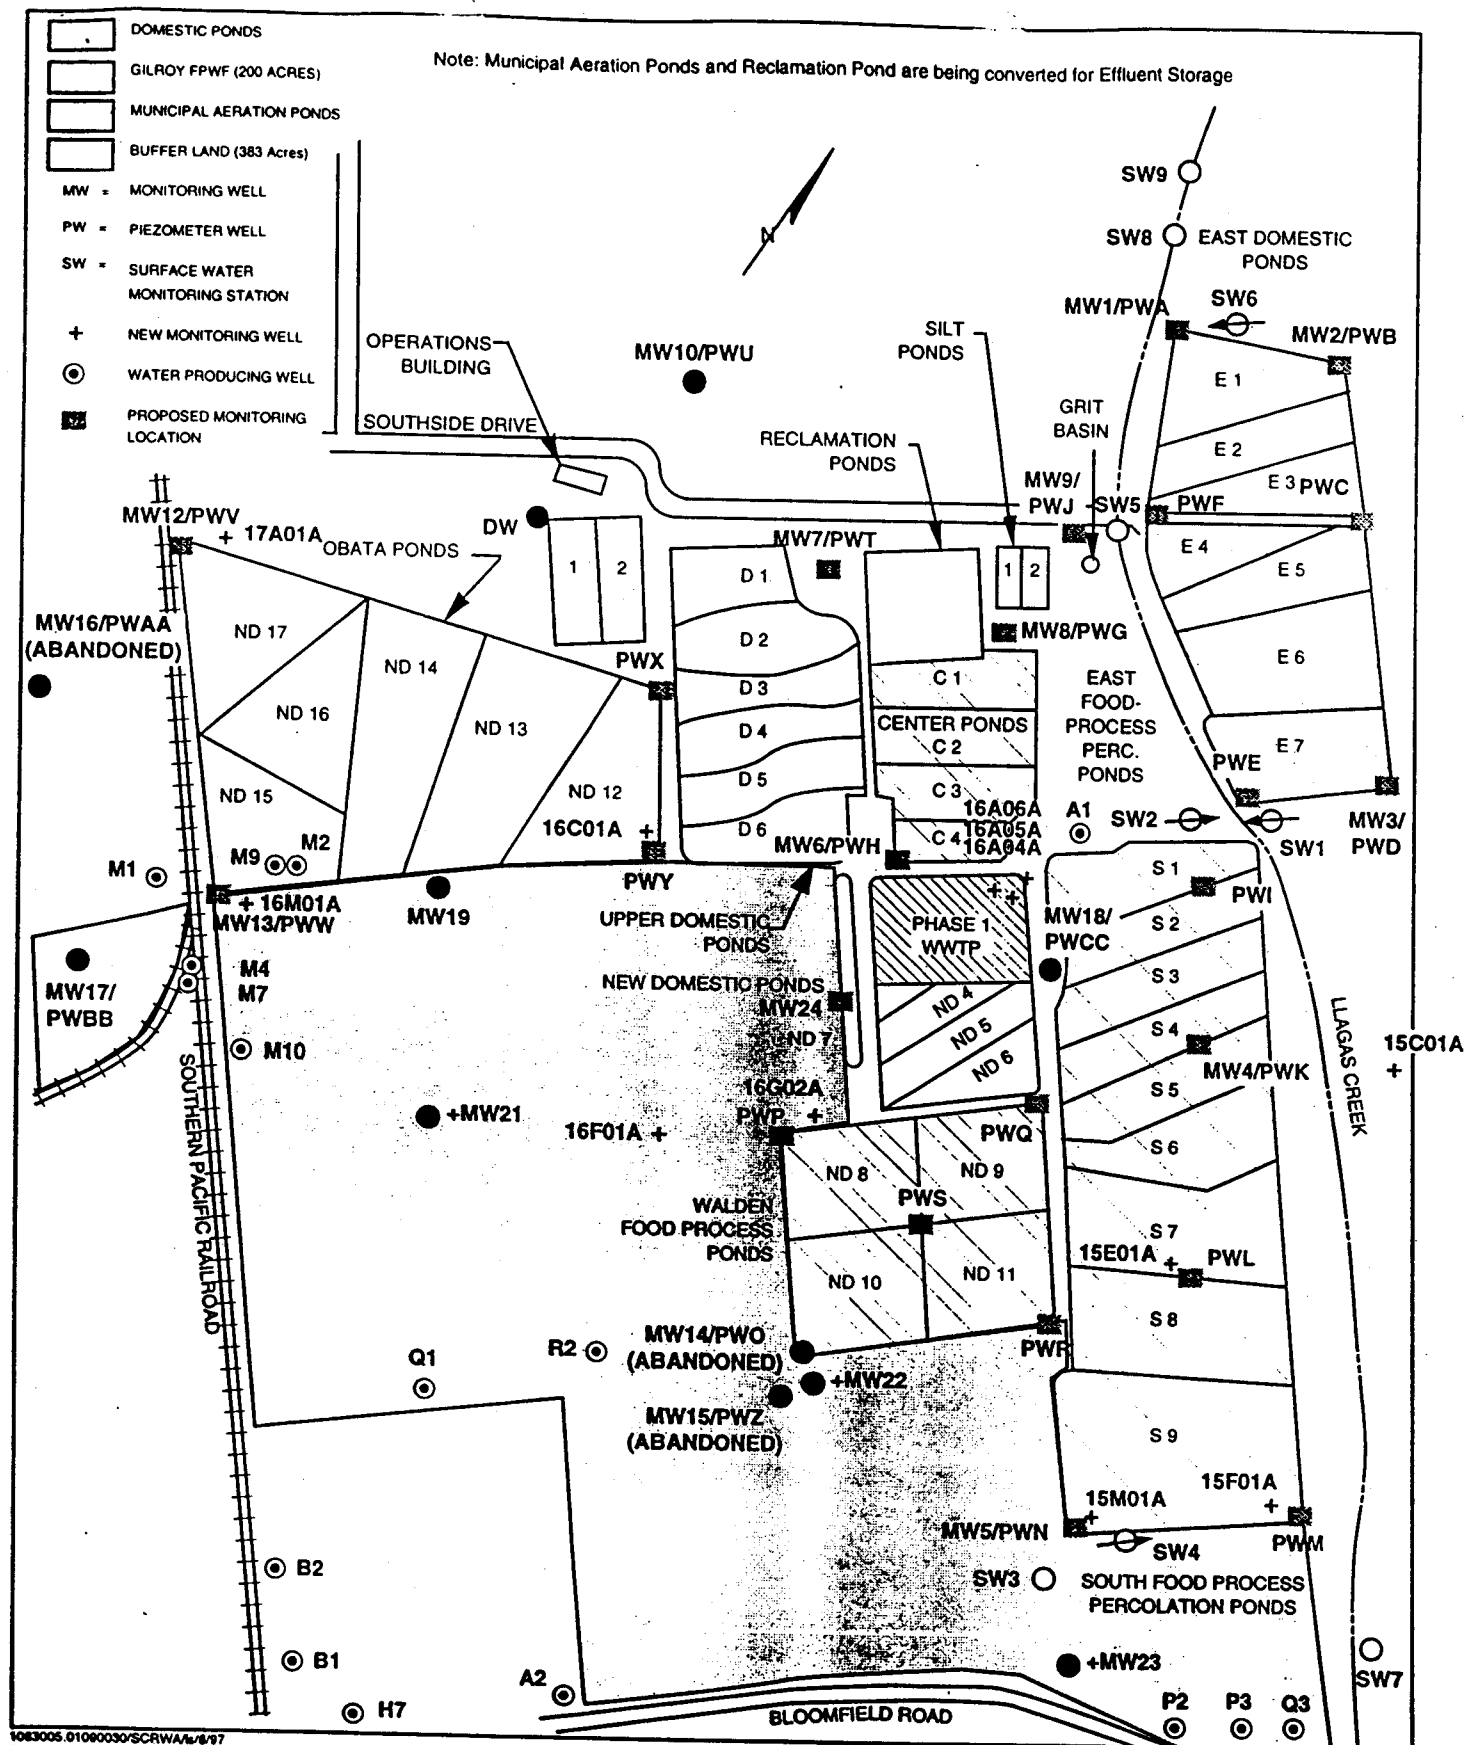 DOMESTIC PONDS
GILROY FPWF (200 ACRES)
MUNICIPAL AERATION PONDS
BUFFER LAND (383 Acres)
MW = MONITORING WELL
PW = PIEZOMETER WELL
SW = SURFACE WATER
MONITORING STATION
+ NEW MONITORING WELL
WATER PRODUCING WELL
PROPOSED MONITORING
LOCATION
Note: Municipal Aeration Ponds and Reclamation Pond are being converted for Effluent Storage
N
SW9
SW8
EAST DOMESTIC
PONDS
SW6
MW1/PWA
MW2/PWB
E 1
E 2
E 3
PWC
OPERATIONS
BUILDING
MW10/PWU
SILT
PONDS
GRIT
BASIN
SOUTHSIDE DRIVE
RECLAMATION
PONDS
MW9/
PWJ
SW5
PWF
E 4
E 5
E 6
E 7
MW12/PWV
+ 17A01A
OBATA PONDS
DW
1
2
D 1
D 2
D 3
D 4
D 5
D 6
MW7/PWT
1
2
MW8/PWG
MW16/PWAA
(ABANDONED)
ND 17
ND 16
ND 14
ND 13
ND 15
ND 12
PWX
C 1
CENTER PONDS
C 2
C 3
C 4
EAST
FOOD-
PROCESS
PERC.
PONDS
PWE
16A06A
16A05A
16A04A
A1
SW2
SW1
MW3/
PWD
16C01A +
MW6/PWH
M1
M9
M2
+ 16M01A
MW13/PWW
MW19
PWY
UPPER DOMESTIC
PONDS
PHASE 1
WWTP
MW18/
PWCC
S 1
PWI
S 2
S 3
S 4
S 5
S 6
S 7
S 8
S 9
MW17/
PWBB
M4
M7
M10
NEW DOMESTIC PONDS
MW24
ND 7
ND 4
ND 5
ND 6
MW4/PWK
LLAGAS CREEK
15C01A
+
SOUTHERN PACIFIC RAILROAD
+MW21
16F01A +
16G02A
+
PWP
PWQ
ND 8
ND 9
PWS
WALDEN
FOOD PROCESS
PONDS
ND 10
ND 11
15E01A +
PWL
Q1
R2
MW14/PWO
(ABANDONED)
PWR
+MW22
MW15/PWZ
(ABANDONED)
15M01A
+
15F01A
+
MW5/PWN
SW4
PWM
SW3
SOUTH FOOD PROCESS
PERCOLATION PONDS
B2
B1
A2
H7
+MW23
SW7
P2
P3
Q3
BLOOMFIELD ROAD
1083005.01090030/SCRWA/ls/6/97